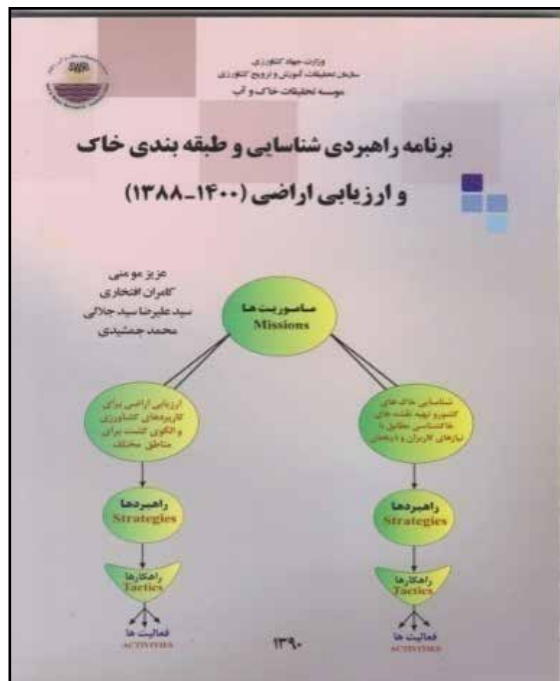 وزارت جهاد کشاورزی
سازمان تحقیقات، آموزش و ترویج کشاورزی
موسسه تحقیقات خاک و آب
برنامه راهبردی شناسایی و طبقه بندی خاک
و ارزیابی اراضی (۱۴۰۰-۱۳۸۸)
عزیز مومنی
کامران افتخاری
سید علیرضا سید جلالی
محمد جمشیدی
ماموریت ها
Missions
شناسایی خاک های
کشور و تهیه نقشه های
خاکشناسی مطابق با
نیازهای کاربران و ذینفعان
ارزیابی اراضی برای
کاربردهای کشاورزی
و الگوی کشت برای
مناطق مختلف
راهبردها
Strategies
راهبردها
Strategies
راهکارها
Tactics
راهکارها
Tactics
فعالیت ها
ACTIVITIES
فعالیت ها
ACTIVITIES
۱۳۹۰